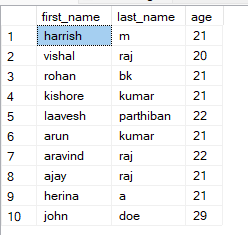 first_name last_name age
1 harrish m 21
2 vishal raj 20
3 rohan bk 21
4 kishore kumar 21
5 laavesh parthiban 22
6 arun kumar 21
7 aravind raj 22
8 ajay raj 21
9 herina a 21
10 john doe 29